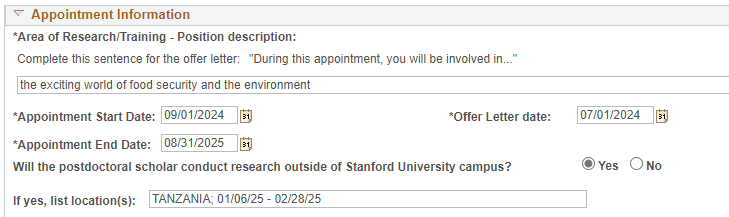 Appointment Information
*Area of Research/Training - Position description:
Complete this sentence for the offer letter: "During this appointment, you will be involved in..."
the exciting world of food security and the environment
*Appointment Start Date: 09/01/2024 31 *Offer Letter date: 07/01/2024 31
*Appointment End Date: 08/31/2025 31
Will the postdoctoral scholar conduct research outside of Stanford University campus? Yes No
If yes, list location(s): TANZANIA; 01/06/25 - 02/28/25